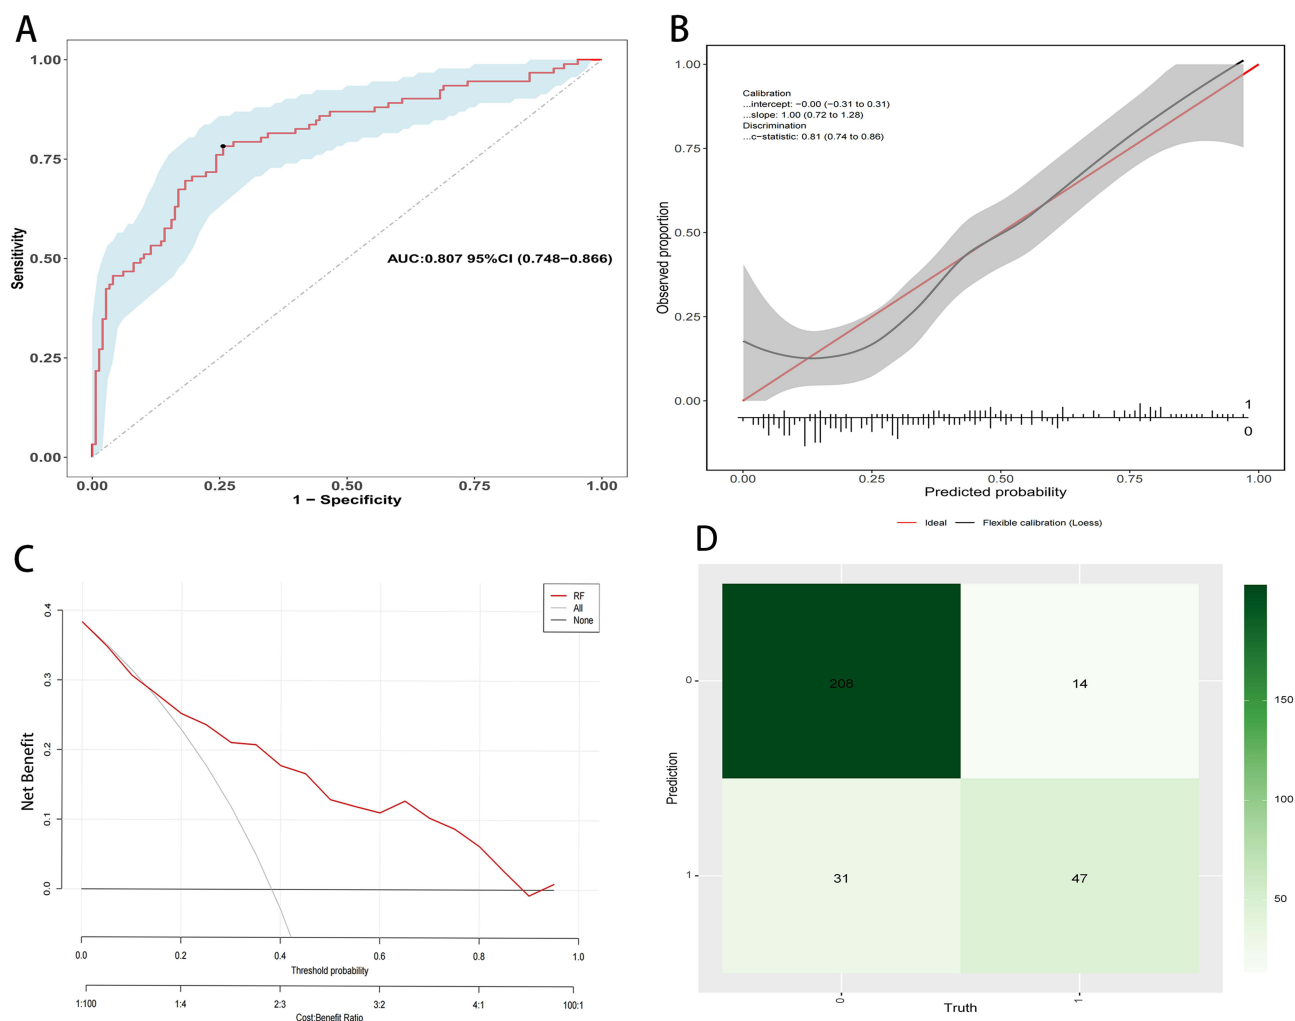 A
1.00
0.75
0.50
0.25
0.00
Sensitivity
AUC:0.807 95%CI (0.748−0.866)
0.00 0.25 0.50 0.75 1.00
1 − Specificity
B
1.00
0.75
0.50
0.25
0.00
Observed proportion
Calibration
...intercept: −0.00 (−0.31 to 0.31)
...slope: 1.00 (0.72 to 1.28)
Discrimination
...c−statistic: 0.81 (0.74 to 0.86)
1
0
0.00 0.25 0.50 0.75 1.00
Predicted probability
Ideal Flexible calibration (Loess)
C
0.4
0.3
0.2
0.1
0.0
Net Benefit
RF
All
None
0.0 0.2 0.4 0.6 0.8 1.0
Threshold probability
1:100 1:4 2:3 3:2 4:1 100:1
Cost:Benefit Ratio
D
Prediction
0
1
208 14
31 47
0 1
Truth
150
100
50